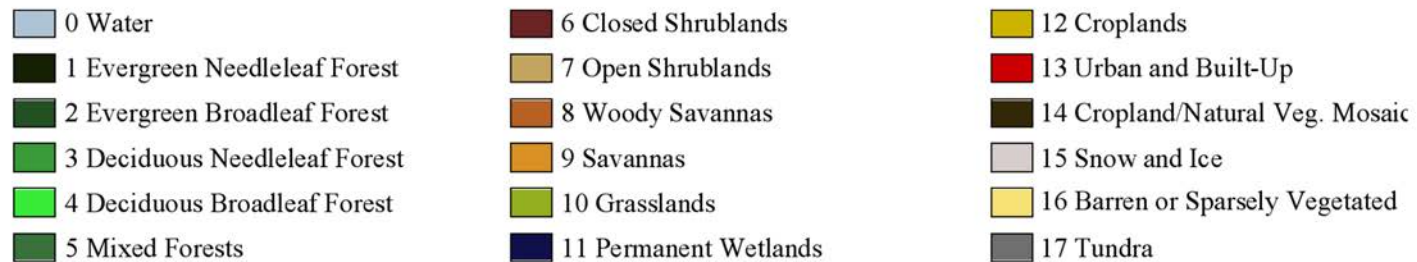 0 Water
1 Evergreen Needleleaf Forest
2 Evergreen Broadleaf Forest
3 Deciduous Needleleaf Forest
4 Deciduous Broadleaf Forest
5 Mixed Forests
6 Closed Shrublands
7 Open Shrublands
8 Woody Savannas
9 Savannas
10 Grasslands
11 Permanent Wetlands
12 Croplands
13 Urban and Built-Up
14 Cropland/Natural Veg. Mosaic
15 Snow and Ice
16 Barren or Sparsely Vegetated
17 Tundra